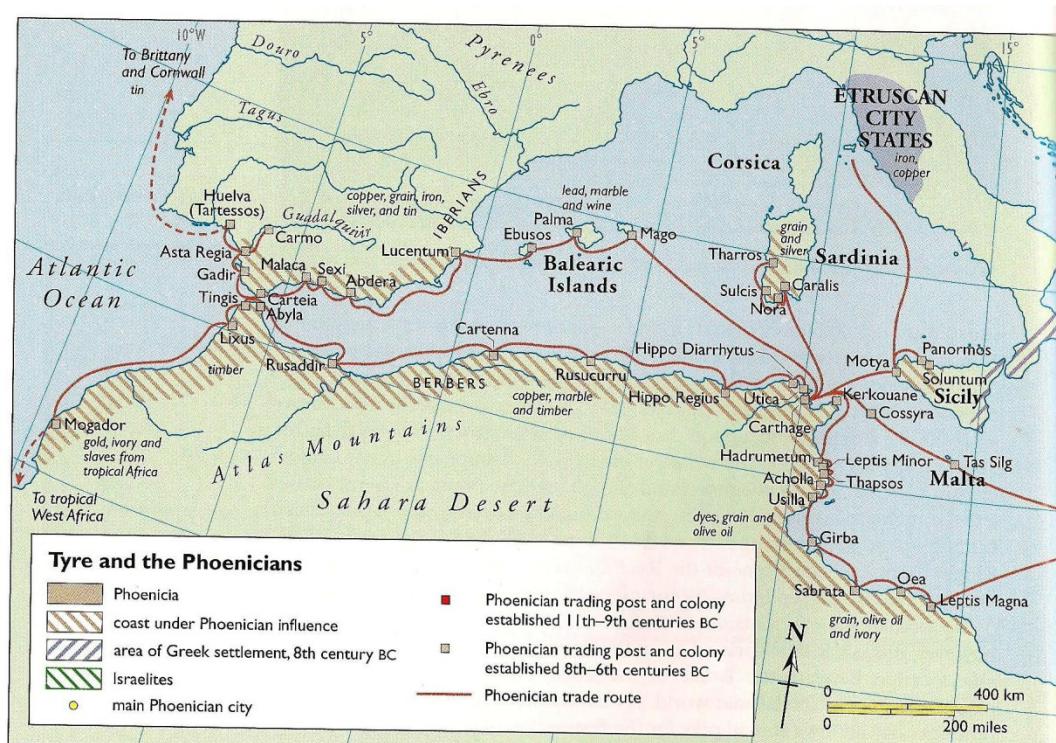 To Brittany
and Cornwall
tin
10°W
Douro
5°
Pyrenees
0°
Ebro
5°
10°
15°
Tagus
ETRUSCAN
CITY
STATES
iron,
copper
Corsica
Huelva
(Tartessos)
copper, grain, iron,
silver, and tin
IBERIANS
lead, marble
and wine
Guadalquivir
Carmo
Palma
Ebusos
Mago
grain
and
silver
Asta Regia
Lucentum
Tharros
Sardinia
Atlantic
Ocean
Gadir
Malaca
Sexi
Abdera
Balearic
Islands
Sulcis
Caralis
Nora
Tingis
Carteia
Abyla
Lixus
Cartenna
Hippo Diarrhytus
Panormos
Motya
Soluntum
timber
Rusaddir
Rusucurru
BERBERS
copper, marble
and timber
Hippo Regius
Utica
Kerkouane
Sicily
Cossyra
Carthage
Mogador
gold, ivory and
slaves from
tropical Africa
Atlas Mountains
Hadrumetum
Leptis Minor
Tas Silg
Acholla
Thapsos
Malta
Usilla
To tropical
West Africa
Sahara Desert
dyes, grain and
olive oil
Girba
Sabrata
Oea
Leptis Magna
grain, olive oil
and ivory
Tyre and the Phoenicians
Phoenicia
coast under Phoenician influence
area of Greek settlement, 8th century BC
Israelites
main Phoenician city
Phoenician trading post and colony
established 11th–9th centuries BC
Phoenician trading post and colony
established 8th–6th centuries BC
Phoenician trade route
N
0 400 km
0 200 miles